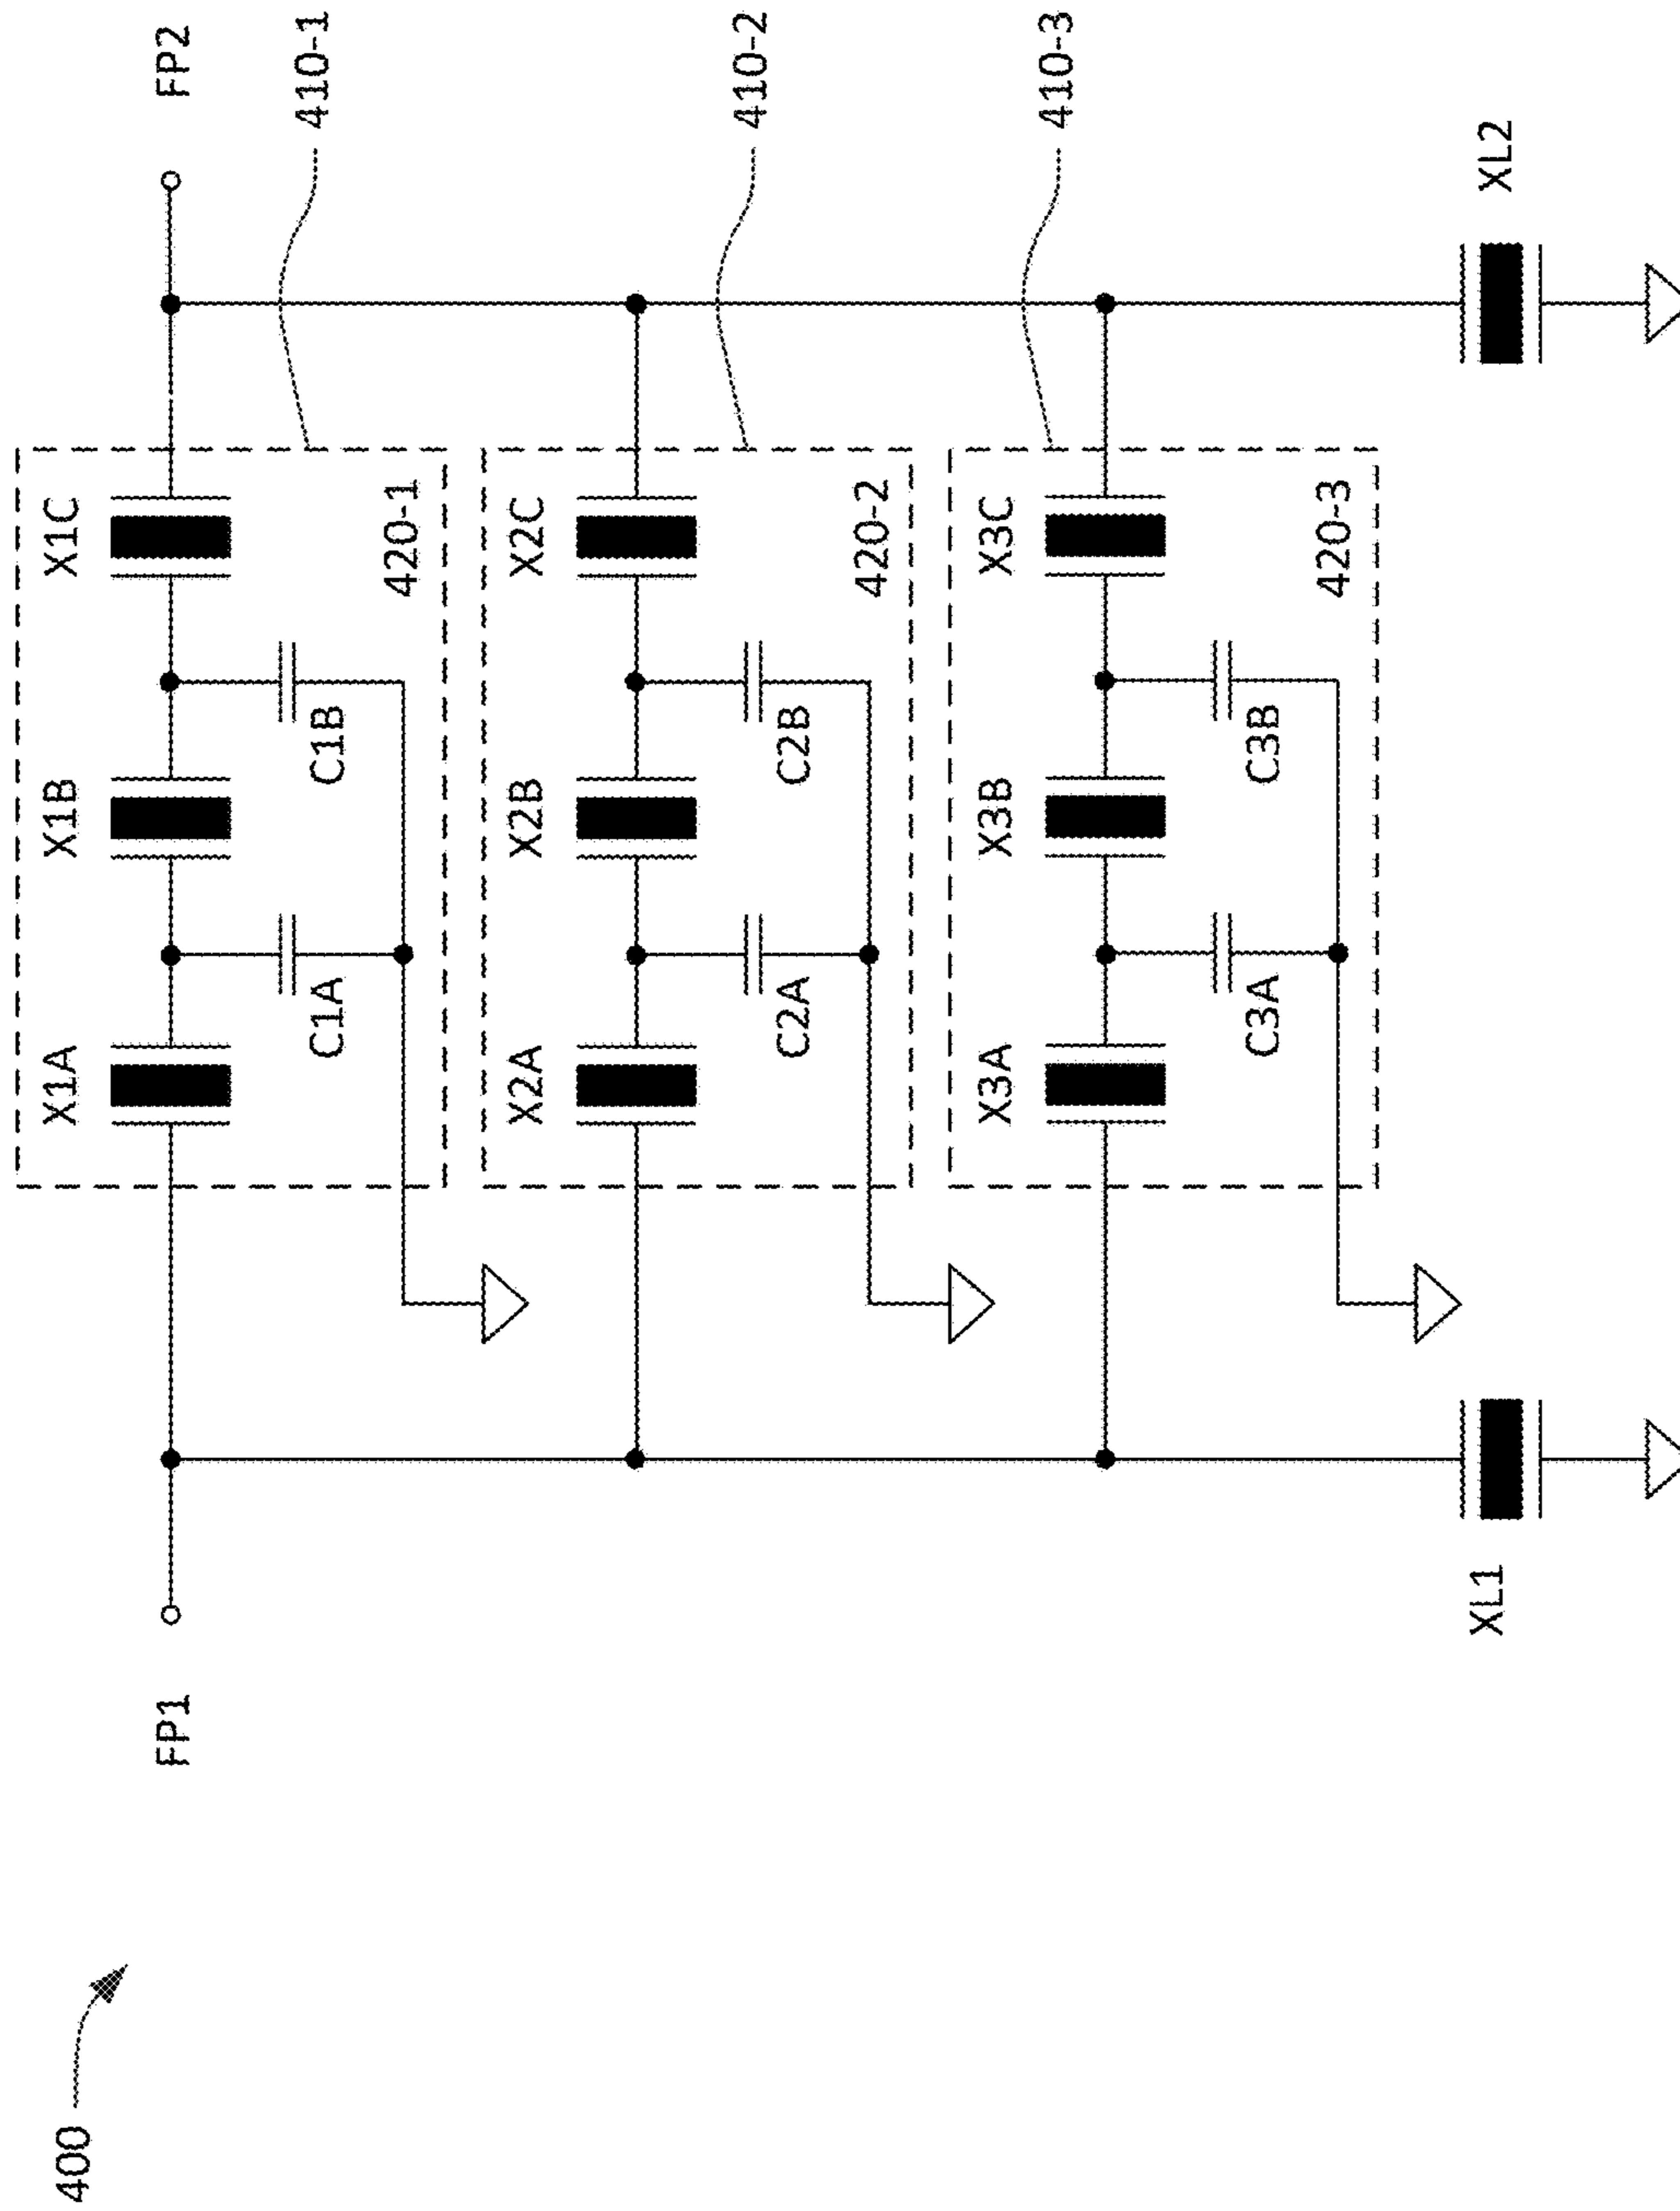 400
FP1
FP2
X1A
X1B
X1C
C1A
C1B
420-1
410-1
X2A
X2B
X2C
C2A
C2B
420-2
410-2
X3A
X3B
X3C
C3A
C3B
420-3
410-3
XL1
XL2